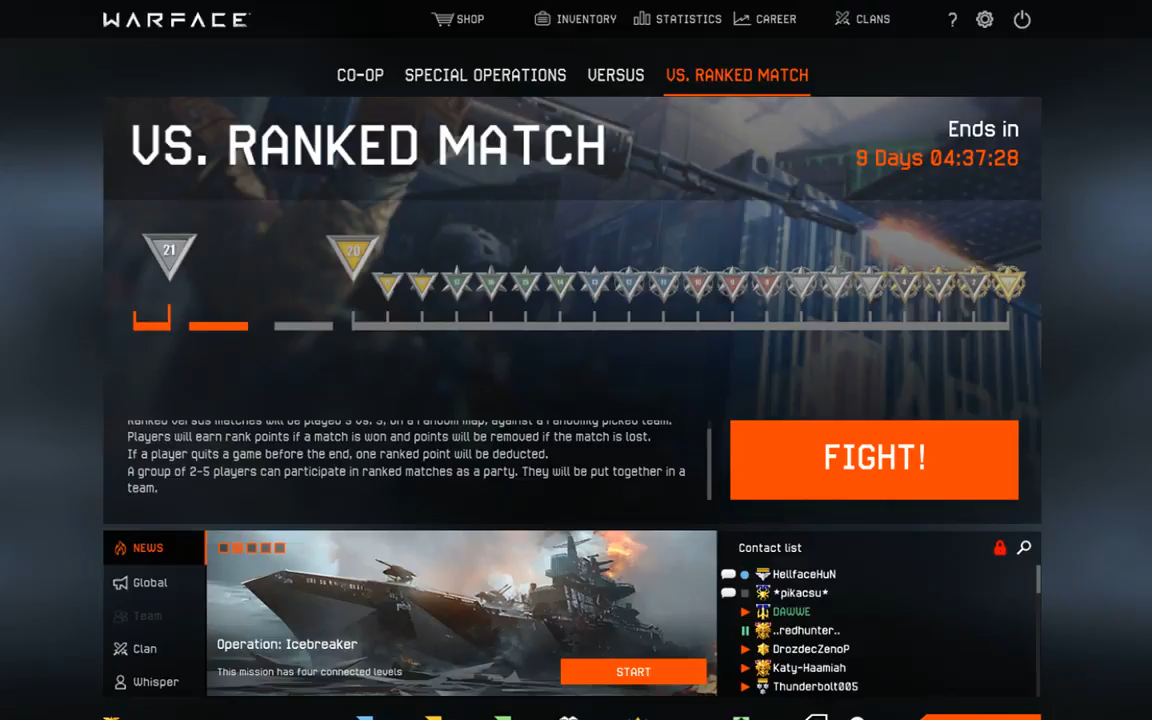 WARFACE
SHOP
INVENTORY
STATISTICS
CAREER
CLANS
?
CO-OP
SPECIAL OPERATIONS
VERSUS
VS. RANKED MATCH
VS. RANKED MATCH
Ends in
9 Days 04:37:28
21
20
Players will earn rank points if a match is won and points will be removed if the match is lost.
If a player quits a game before the end, one ranked point will be deducted.
A group of 2-5 players can participate in ranked matches as a party. They will be put together in a
team.
FIGHT!
NEWS
Global
Team
Clan
Whisper
Operation: Icebreaker
This mission has four connected levels
START
Contact list
HellfaceHuN
*pikacsu*
DAWWE
..redhunter..
DrozdecZenoP
Katy-Haamiah
Thunderbolt005